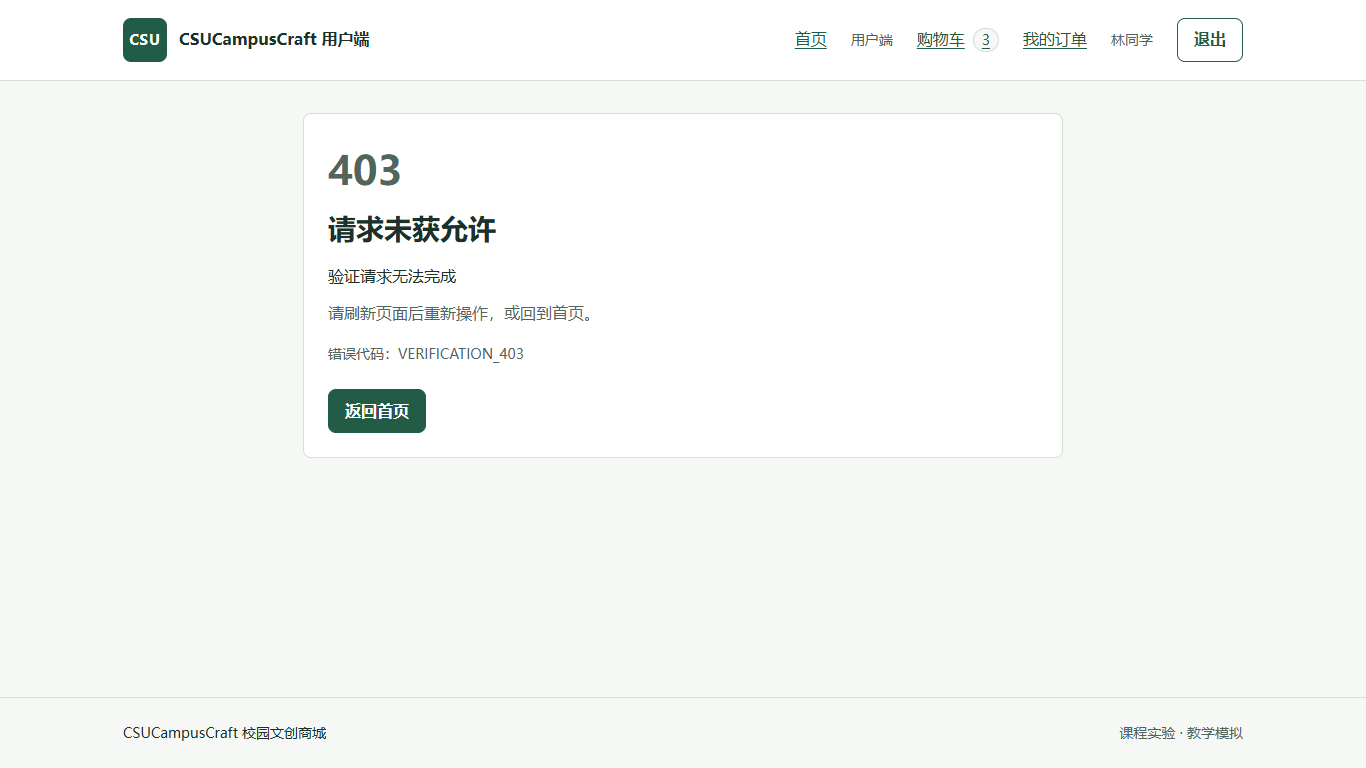 CSU CSUCampusCraft 用户端 首页 用户端 购物车 3 我的订单 林同学 退出
403
请求未获允许
验证请求无法完成
请刷新页面后重新操作，或回到首页。
错误代码：VERIFICATION_403
返回首页
CSUCampusCraft 校园文创商城 课程实验 · 教学模拟